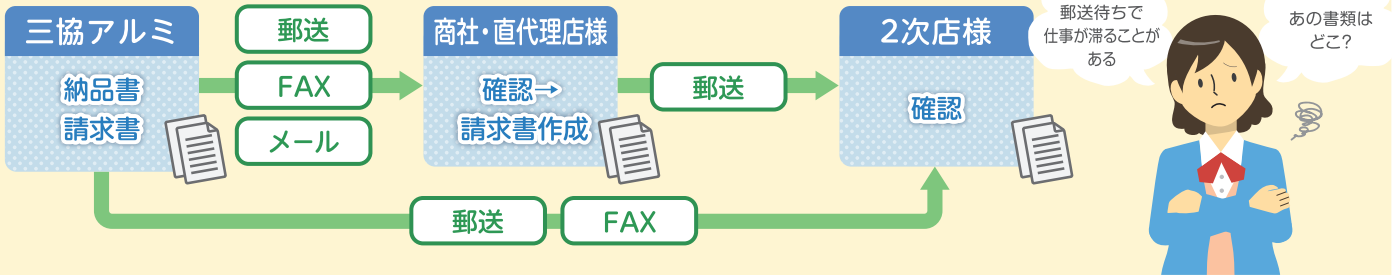 三協アルミ
納品書
請求書
郵送
FAX
メール
商社・直代理店様
確認→
請求書作成
郵送
2次店様
確認
郵送
FAX
郵送待ちで
仕事が滞ることが
ある
あの書類は
どこ?